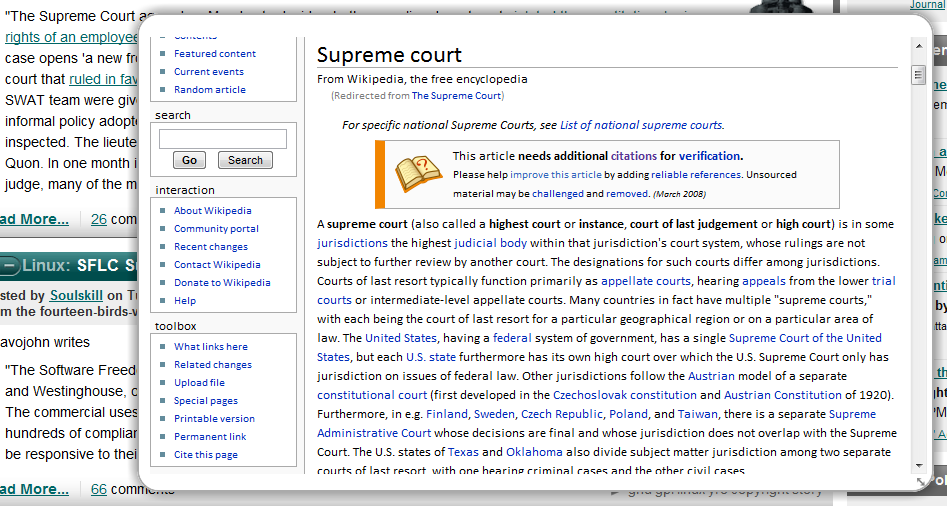 "The Supreme Court
rights of an employee
case opens 'a new
court that ruled in fav
SWAT team were
informal policy
inspected. The
Quon. In one month
judge, many of the
More...
26 com
Linux: SFLC
by Soulskill on
the
writes
"The Software
and Westinghouse,
The commercial uses
hundreds of
be responsive to
More...
66 comments
Featured content
Current events
Random article
search
Go
Search
interaction
About Wikipedia
Community portal
Recent changes
Contact Wikipedia
Donate to Wikipedia
Help
toolbox
What links here
Related changes
Upload file
Special pages
Printable version
Permanent link
Cite this page
Supreme court
From Wikipedia, the free encyclopedia
(Redirected from The Supreme Court)
For specific national Supreme Courts, see List of national supreme courts.
This article needs additional citations for verification.
Please help improve this article by adding reliable references. Unsourced
material may be challenged and removed. (March 2008)
A supreme court (also called a highest court or instance, court of last judgement or high court) is in some
jurisdictions the highest judicial body within that jurisdiction's court system, whose rulings are not
subject to further review by another court. The designations for such courts differ among jurisdictions.
Courts of last resort typically function primarily as appellate courts, hearing appeals from the lower trial
courts or intermediate-level appellate courts. Many countries in fact have multiple "supreme courts,"
with each being the court of last resort for a particular geographical region or on a particular area of
law. The United States, having a federal system of government, has a single Supreme Court of the United
States, but each U.S. state furthermore has its own high court over which the U.S. Supreme Court only has
jurisdiction on issues of federal law. Other jurisdictions follow the Austrian model of a separate
constitutional court (first developed in the Czechoslovak constitution and Austrian Constitution of 1920).
Furthermore, in e.g. Finland, Sweden, Czech Republic, Poland, and Taiwan, there is a separate Supreme
Administrative Court whose decisions are final and whose jurisdiction does not overlap with the Supreme
Court. The U.S. states of Texas and Oklahoma also divide subject matter jurisdiction among two separate
courts of last resort, with one hearing criminal cases and the other civil cases.
Journal